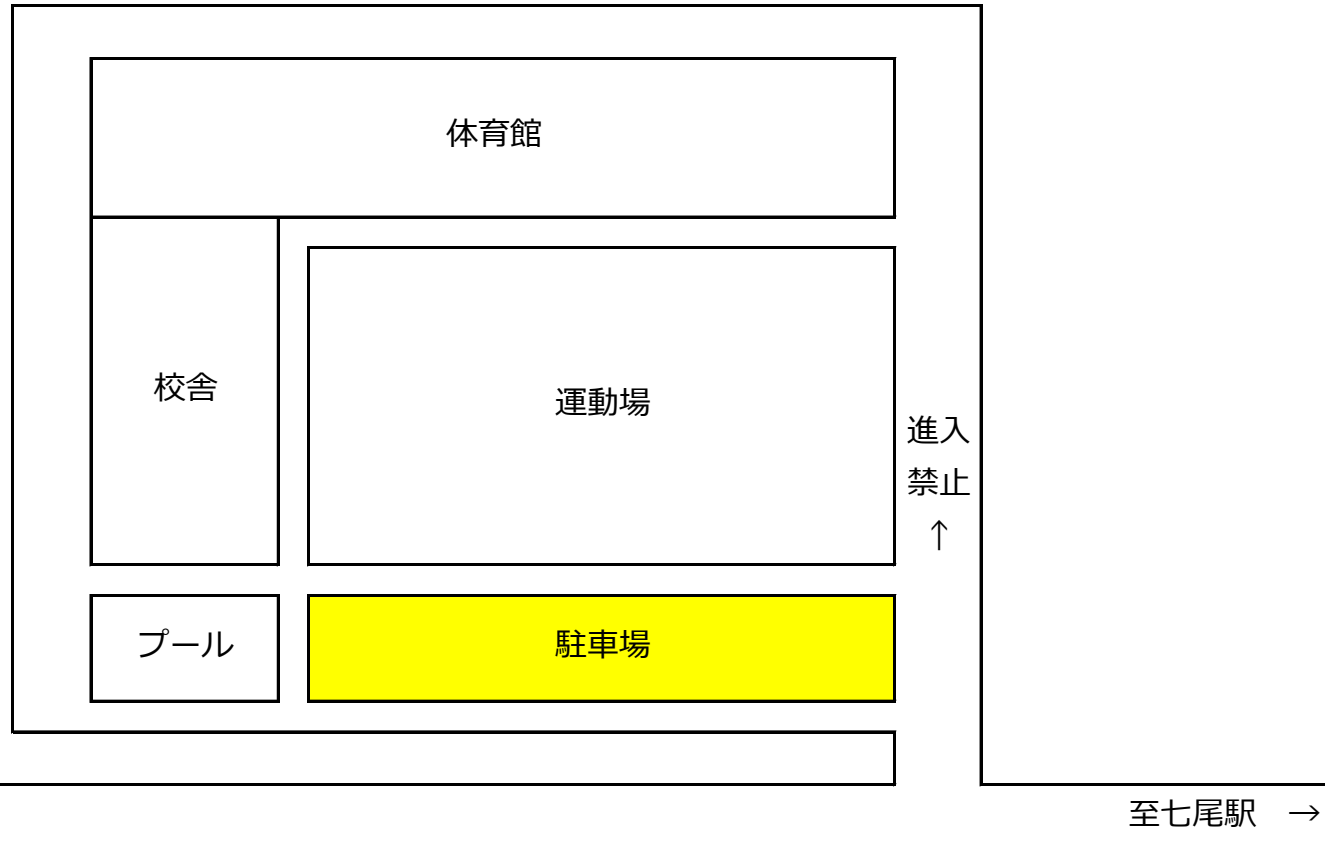 体育館
校舎
運動場
進入
禁止
↑
プール
駐車場
至七尾駅　→